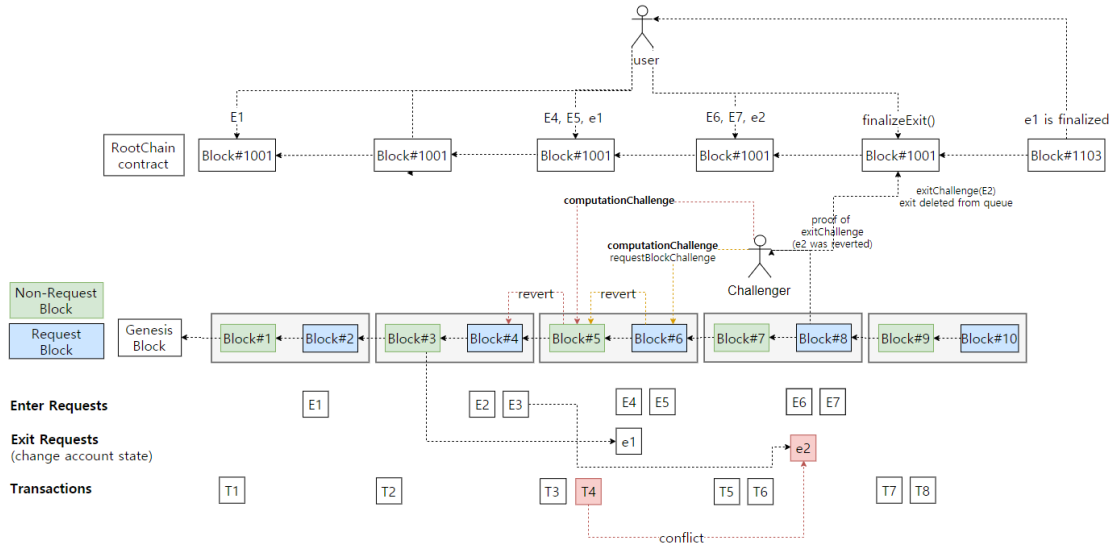 user
E1
E4, E5, e1
E6, E7, e2
finalizeExit()
e1 is finalized
RootChain
contract
Block#1001
Block#1001
Block#1001
Block#1001
Block#1001
Block#1103
exitChallenge(E2)
exit deleted from queue
computationChallenge
proof of
exitChallenge
(e2 was reverted)
computationChallenge
requestBlockChallenge
Challenger
Non-Request
Block
revert
revert
Request
Block
Genesis
Block
Block#1
Block#2
Block#3
Block#4
Block#5
Block#6
Block#7
Block#8
Block#9
Block#10
Enter Requests
E1
E2
E3
E4
E5
E6
E7
Exit Requests
(change account state)
e1
e2
Transactions
T1
T2
T3
T4
T5
T6
T7
T8
conflict